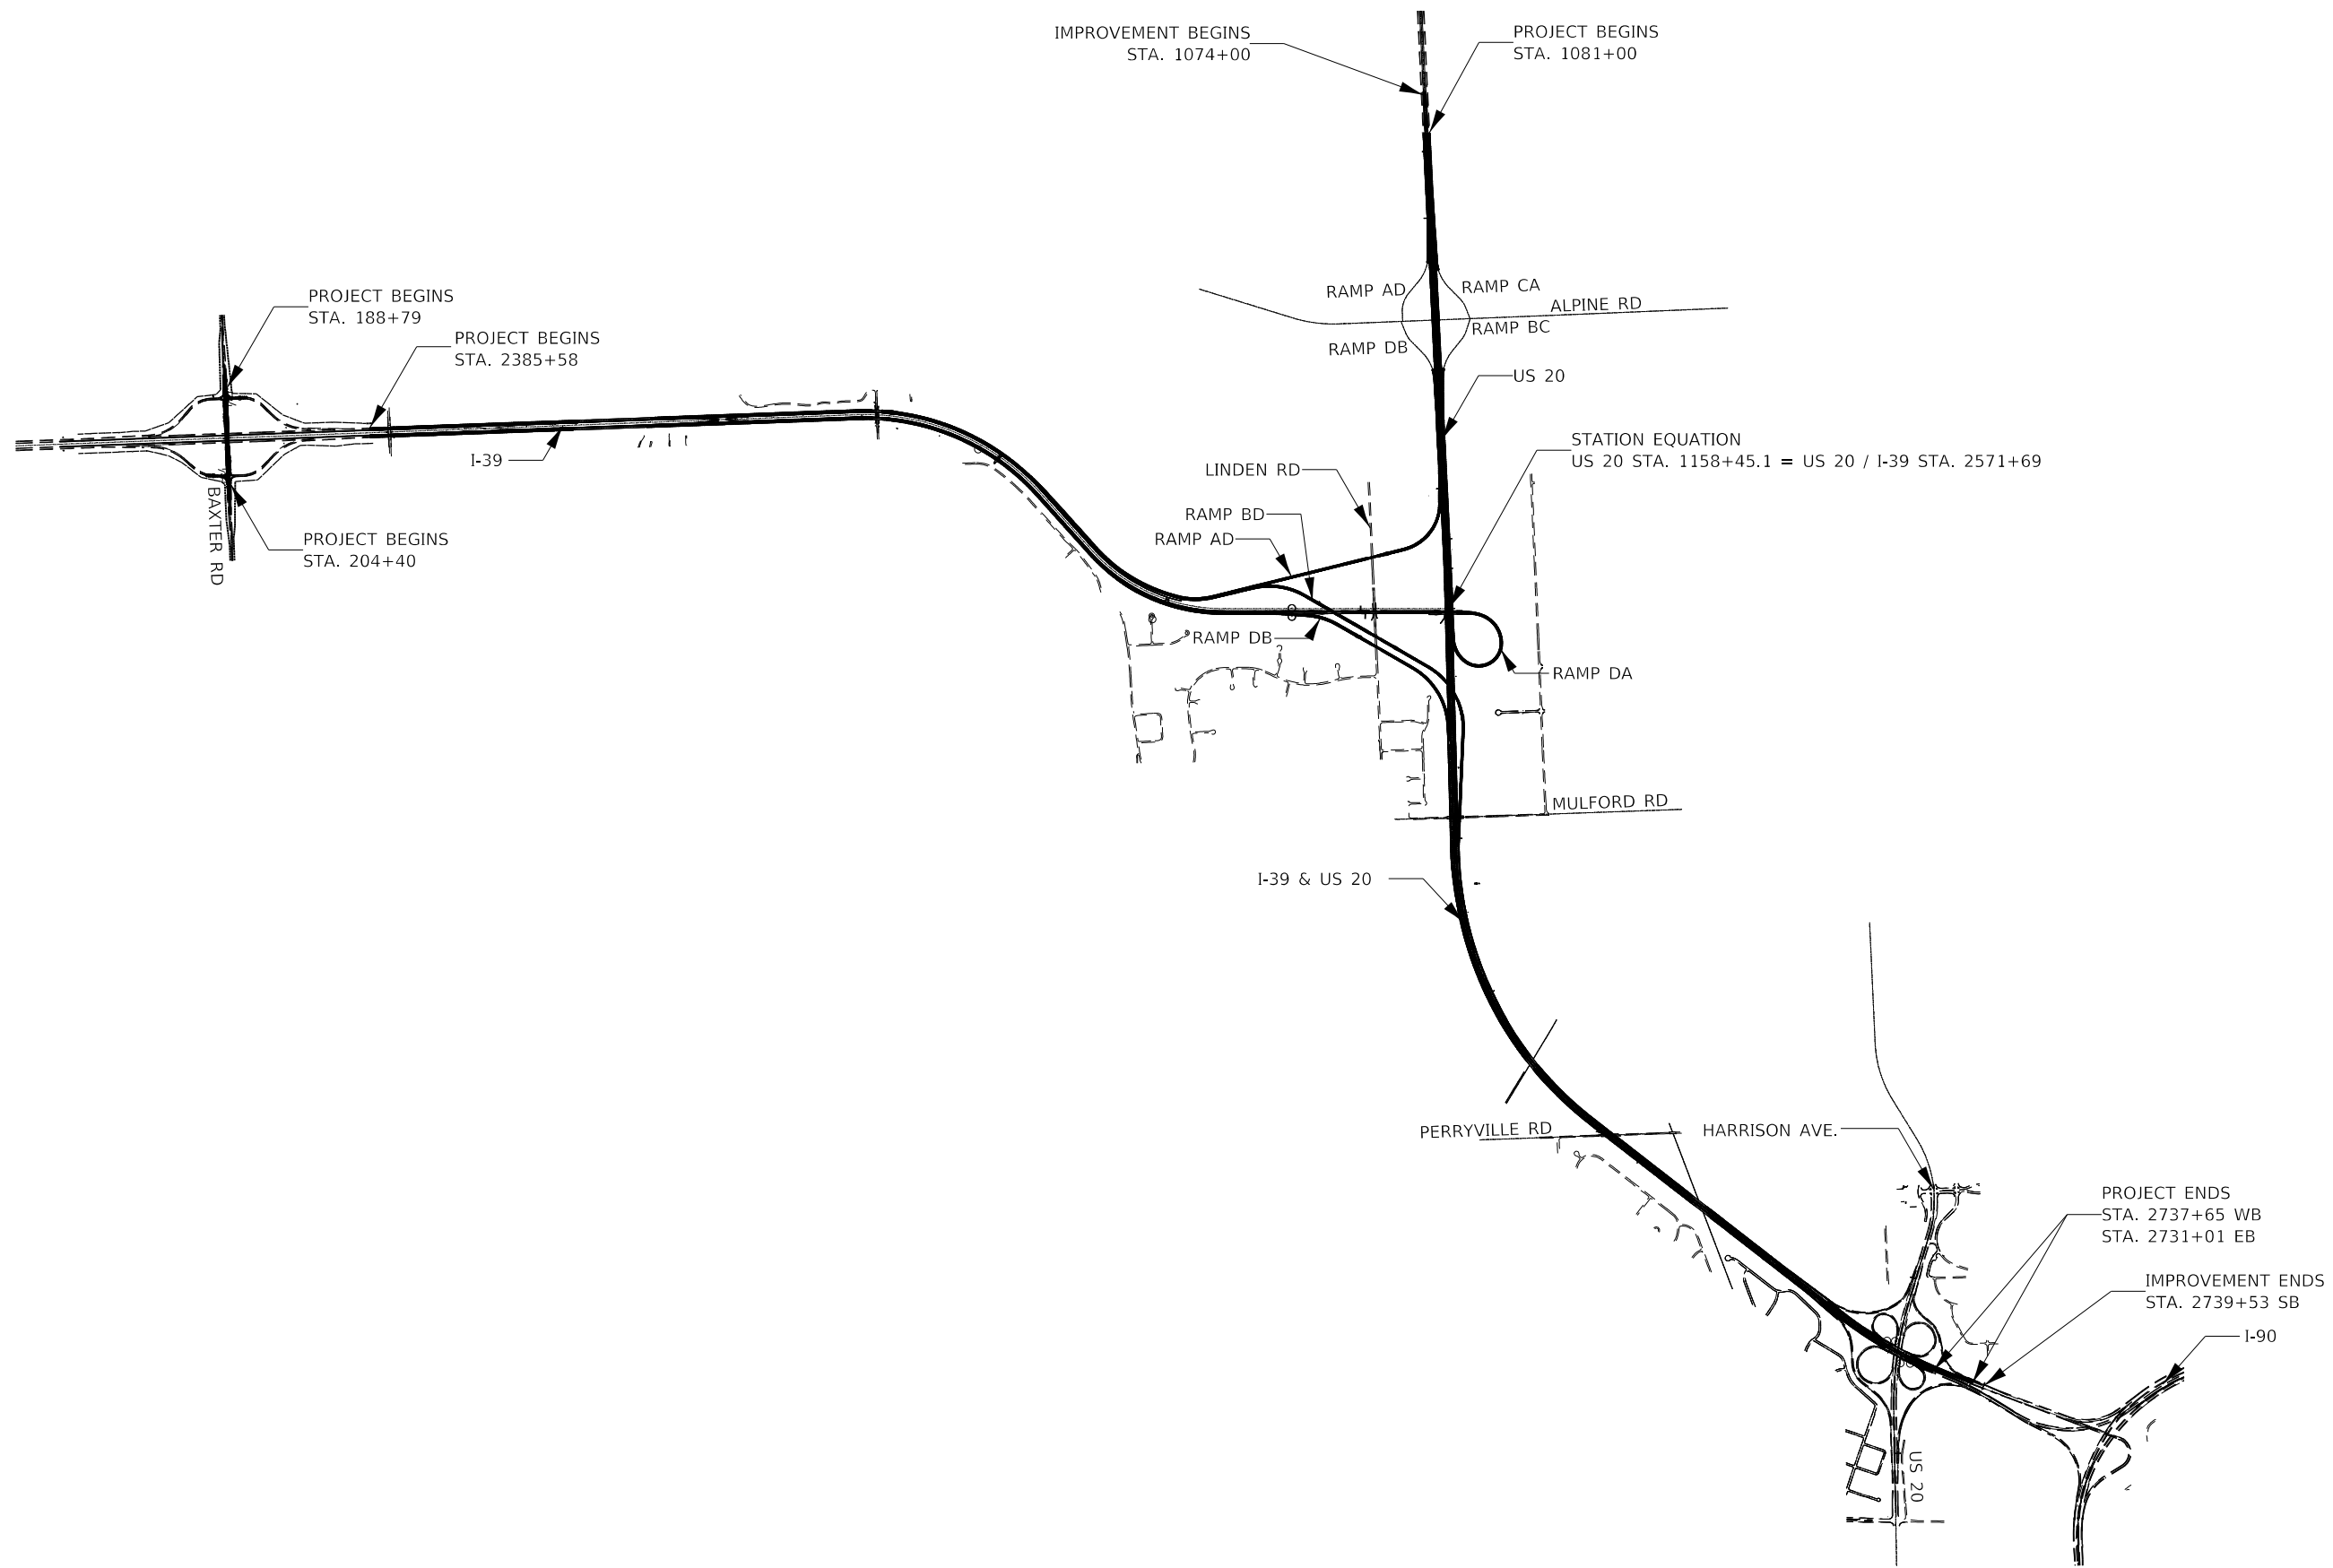 IMPROVEMENT BEGINS
STA. 1074+00
PROJECT BEGINS
STA. 1081+00
PROJECT BEGINS
STA. 188+79
PROJECT BEGINS
STA. 2385+58
I-39
BAXTER RD
PROJECT BEGINS
STA. 204+40
RAMP AD
RAMP CA
ALPINE RD
RAMP BC
RAMP DB
US 20
STATION EQUATION
US 20 STA. 1158+45.1 = US 20 / I-39 STA. 2571+69
LINDEN RD
RAMP BD
RAMP AD
RAMP DB
RAMP DA
MULFORD RD
I-39 & US 20
PERRYVILLE RD
HARRISON AVE.
PROJECT ENDS
STA. 2737+65 WB
STA. 2731+01 EB
IMPROVEMENT ENDS
STA. 2739+53 SB
I-90
US 20